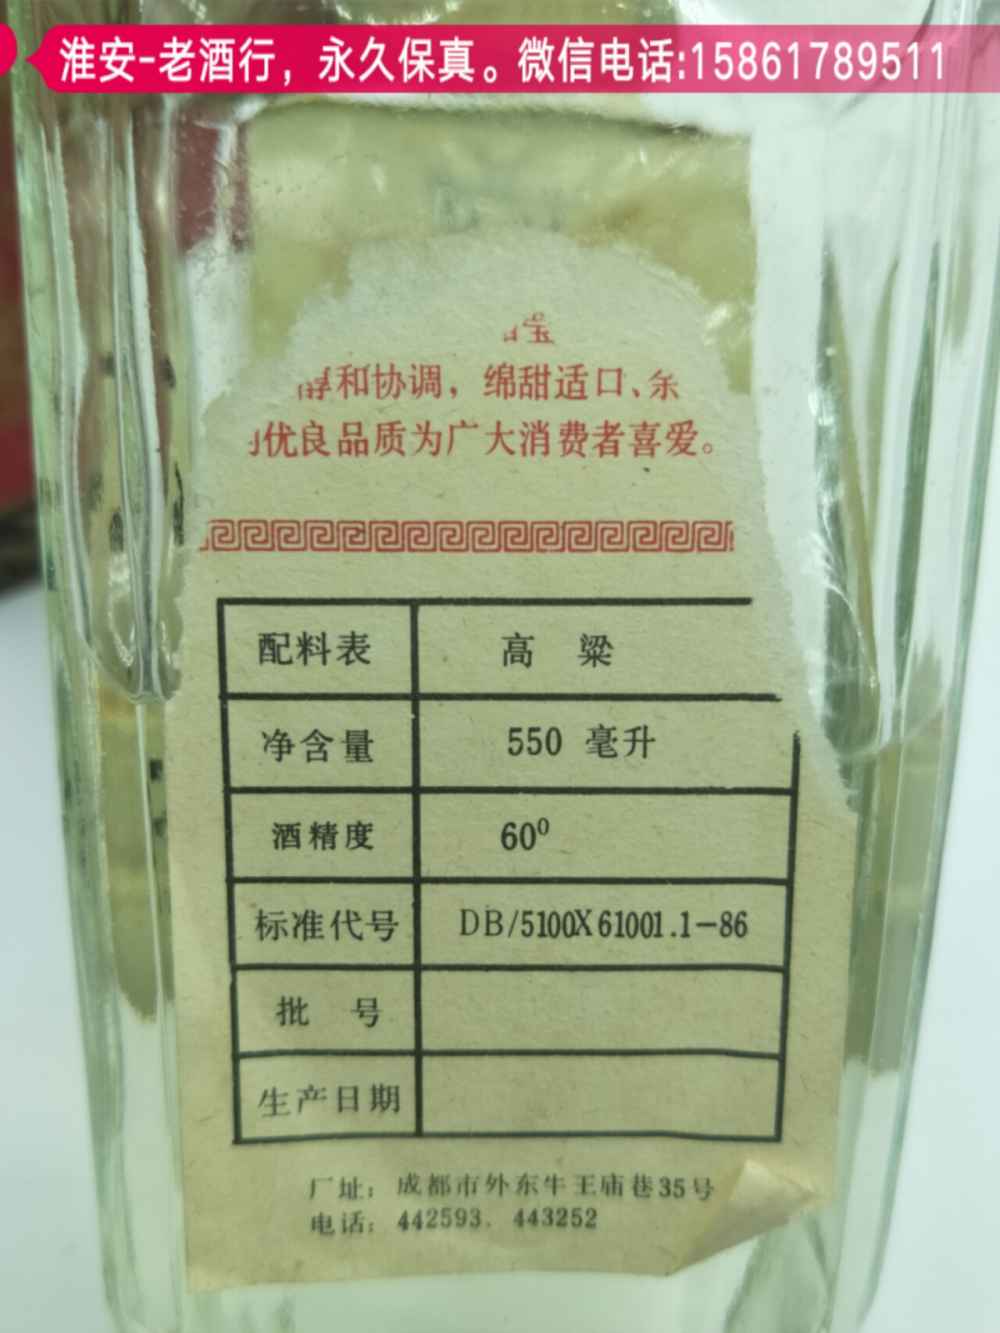 淮安-老酒行，永久保真。微信电话:15861789511
醇和协调，绵甜适口、余
的优良品质为广大消费者喜爱。
配料表 高 粱
净含量 550 毫升
酒精度 60⁰
标准代号 DB/5100X61001.1-86
批 号
生产日期
厂址：成都市外东牛王庙巷35号
电话：442593. 443252